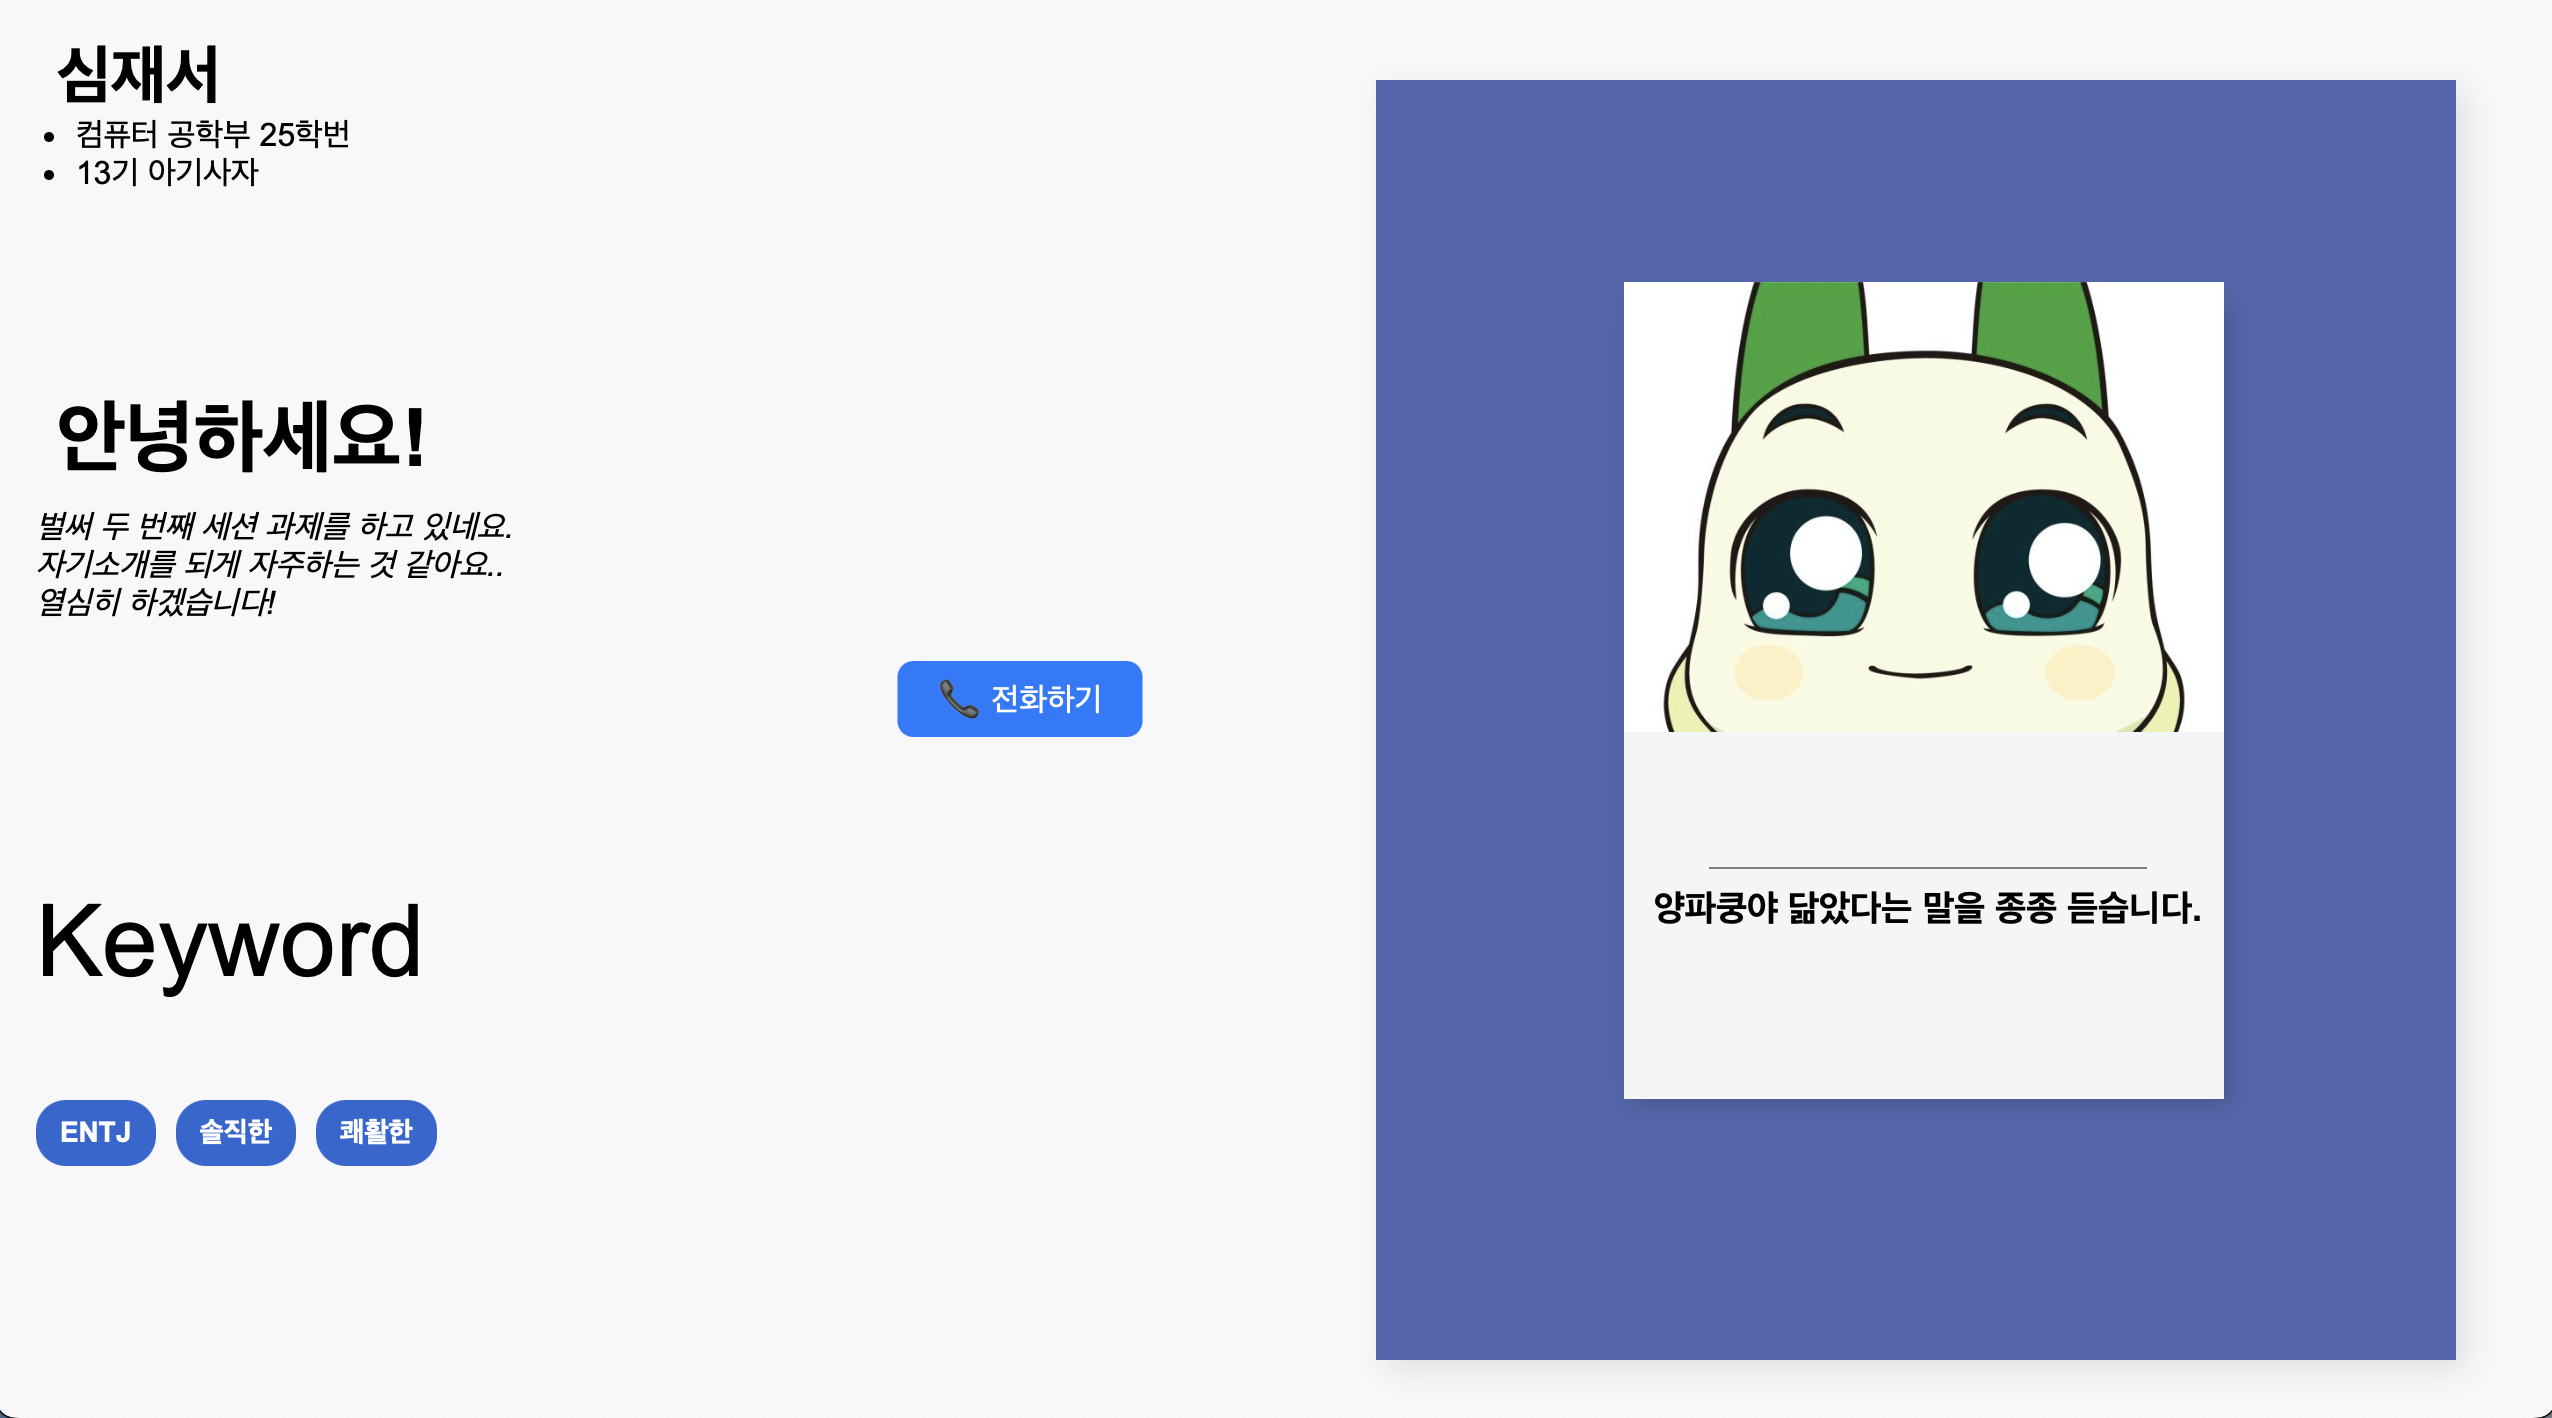 심재서
컴퓨터 공학부 25학번
13기 아기사자
안녕하세요!
벌써 두 번째 세션 과제를 하고 있네요.
자기소개를 되게 자주하는 것 같아요..
열심히 하겠습니다!
전화하기
Keyword
ENTJ
솔직한
쾌활한
양파쿵야 닮았다는 말을 종종 듣습니다.